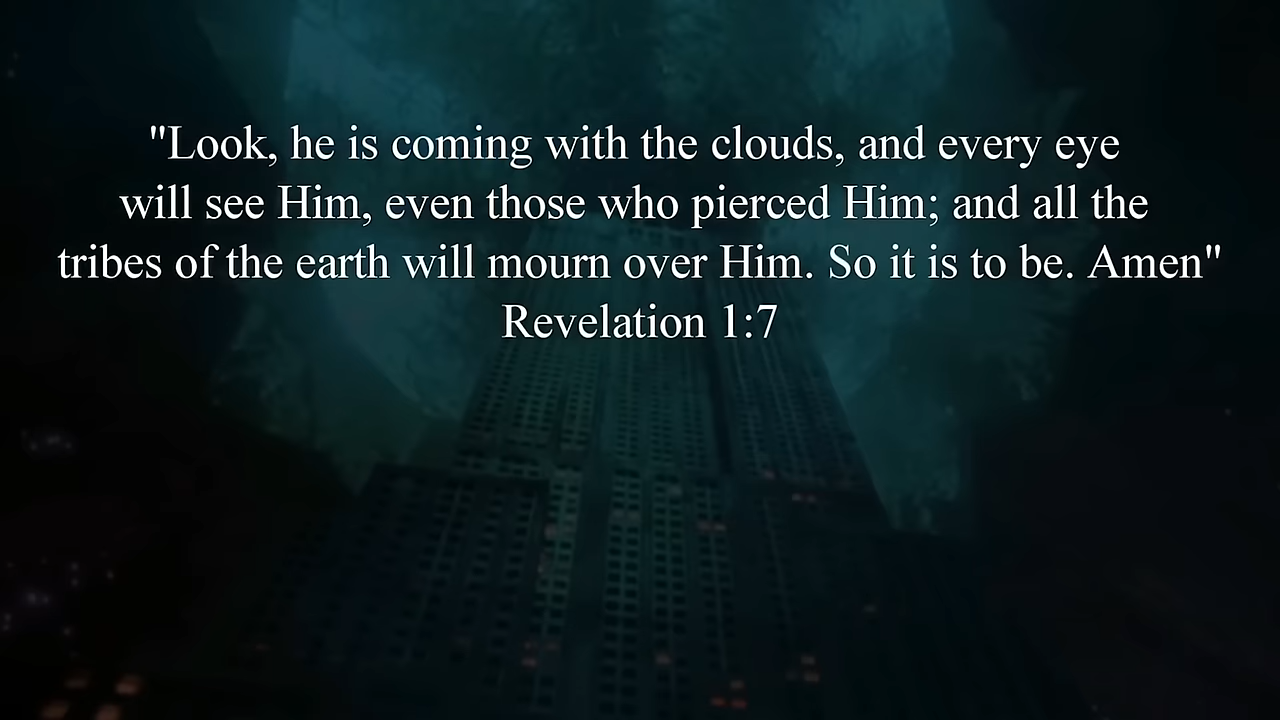 "Look, he is coming with the clouds, and every eye
will see Him, even those who pierced Him; and all the
tribes of the earth will mourn over Him. So it is to be. Amen"
Revelation 1:7